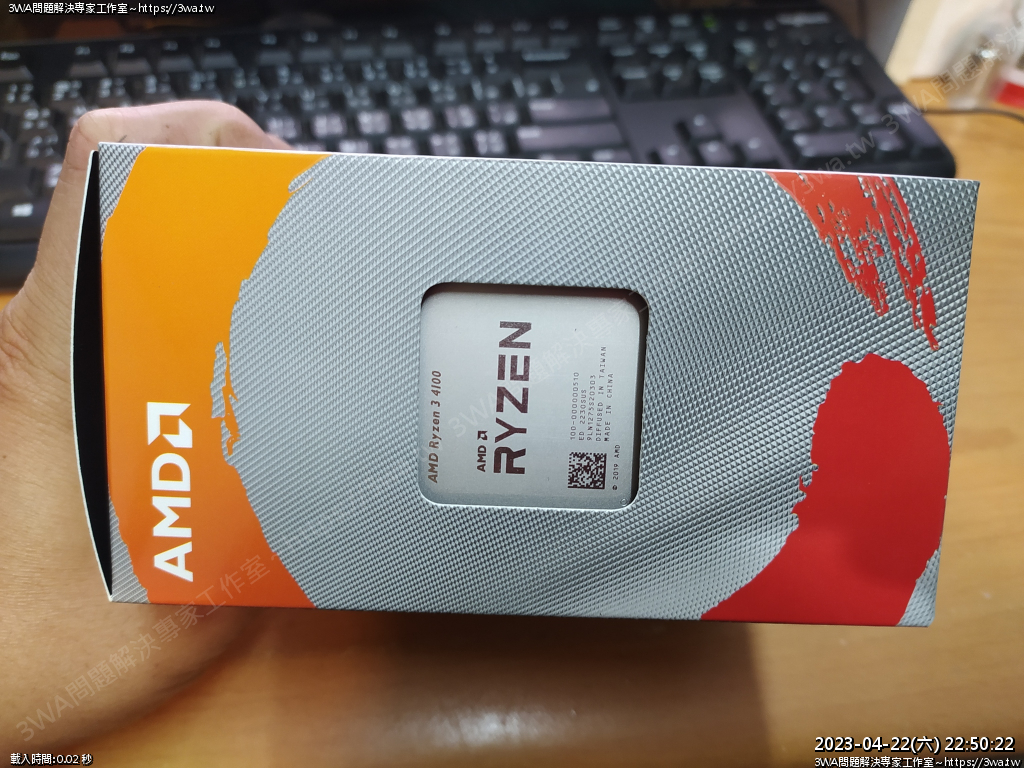 3WA問題解決專家工作室~https://3wa.tw
AMD
AMD Ryzen 3 4100
AMD
RYZEN
100-000000510
ED 2230SUS
9LN1275S20303
DIFFUSED IN TAIWAN
MADE IN CHINA
© 2019 AMD
3WA問題解決專家工作室
載入時間:0.02 秒
2023-04-22(六) 22:50:22
3WA問題解決專家工作室~https://3wa.tw